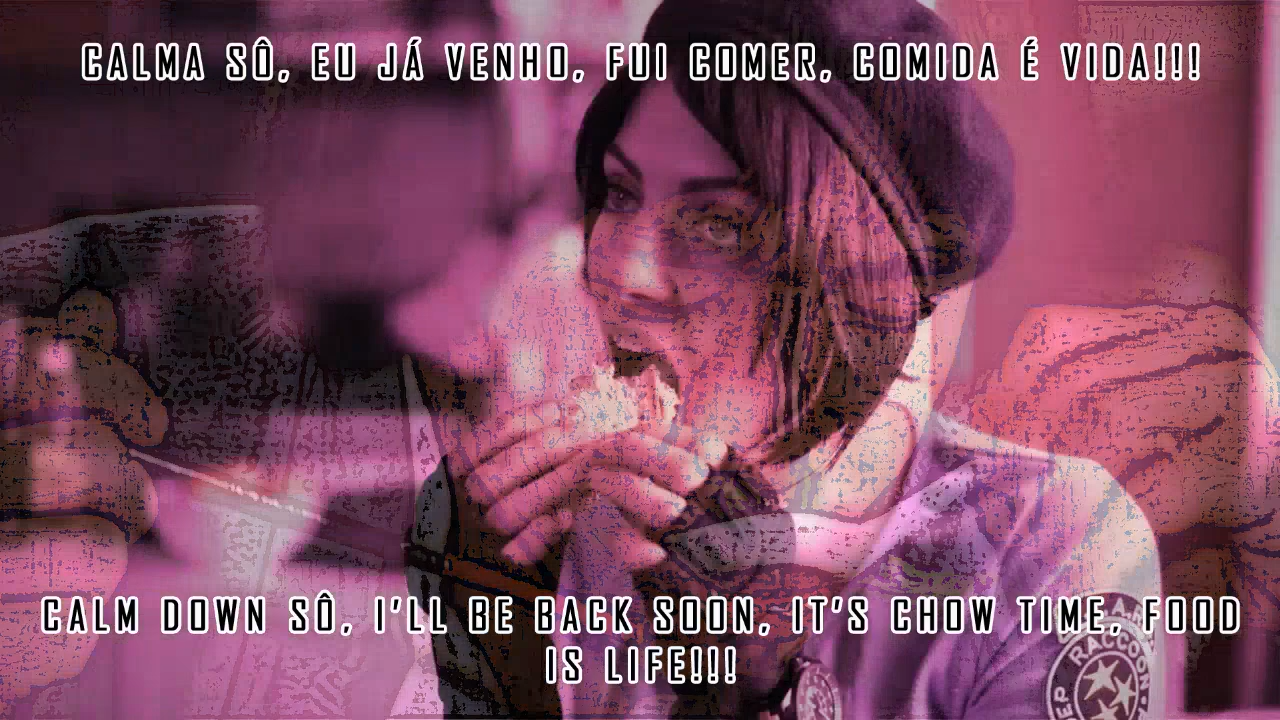 CALMA SÔ, EU JÁ VENHO, FUI COMER, COMIDA É VIDA!!!
CALM DOWN SÔ, I'LL BE BACK SOON, IT'S CHOW TIME, FOOD
IS LIFE!!!
RACCOON